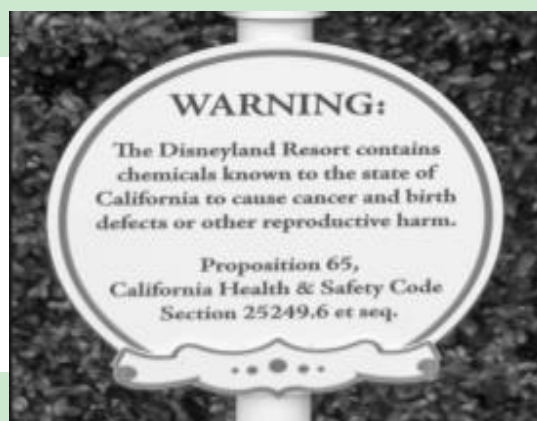 WARNING:
The Disneyland Resort contains
chemicals known to the state of
California to cause cancer and birth
defects or other reproductive harm.
Proposition 65,
California Health & Safety Code
Section 25249.6 et seq.